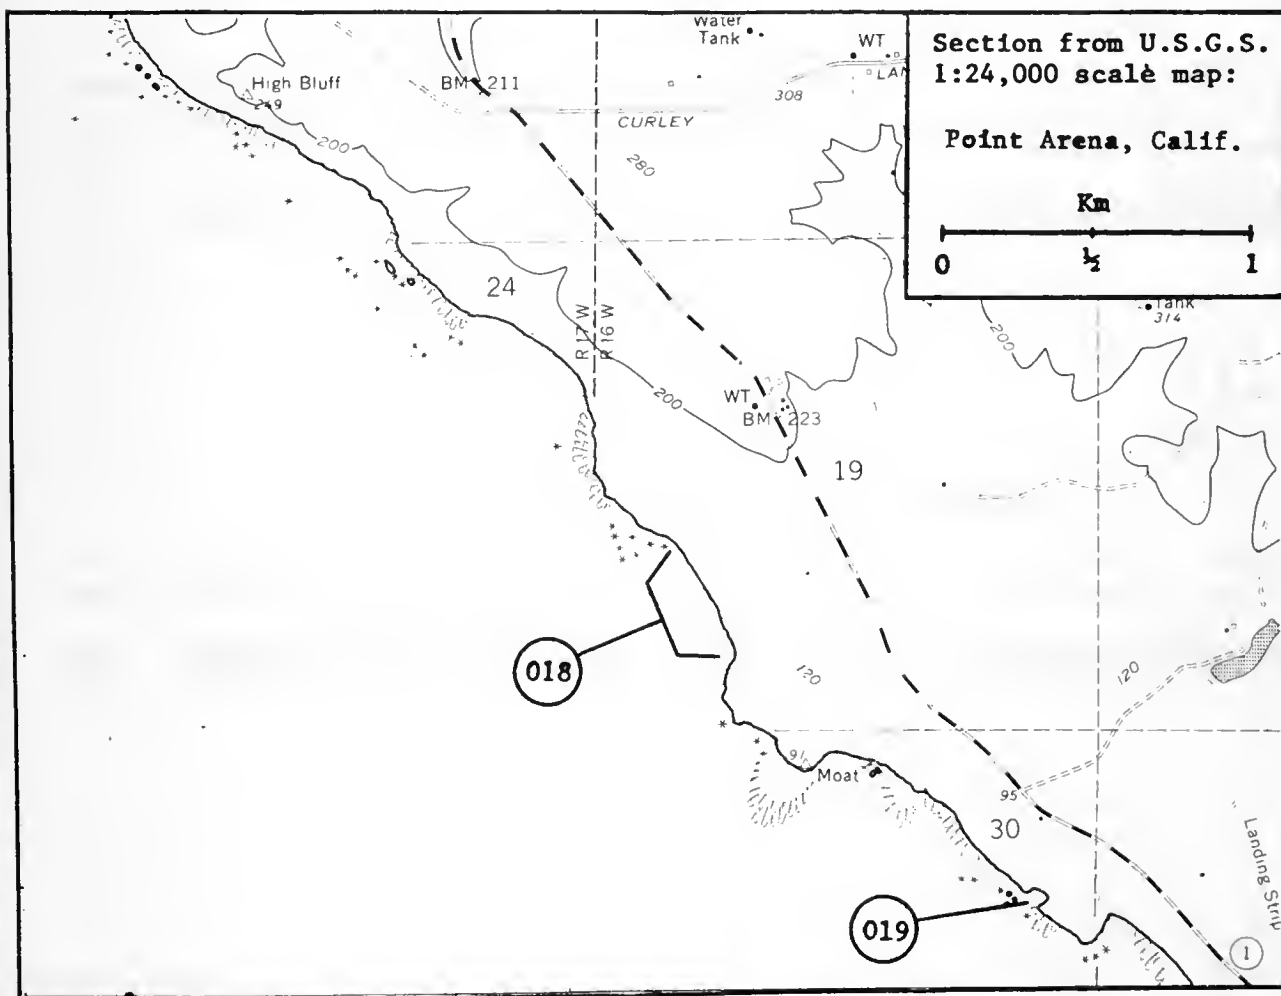 Water
Tank
WT
Section from U.S.G.S.
1:24,000 scale map:
Point Arena, Calif.
Km
0 ½ 1
High Bluff
249
BM 211
308
CURLEY
280
200
24
R 17 W
R 16 W
Tank
314
200
200
WT
BM 223
19
018
120
120
91
Moat
95
30
Landing Strip
019
1